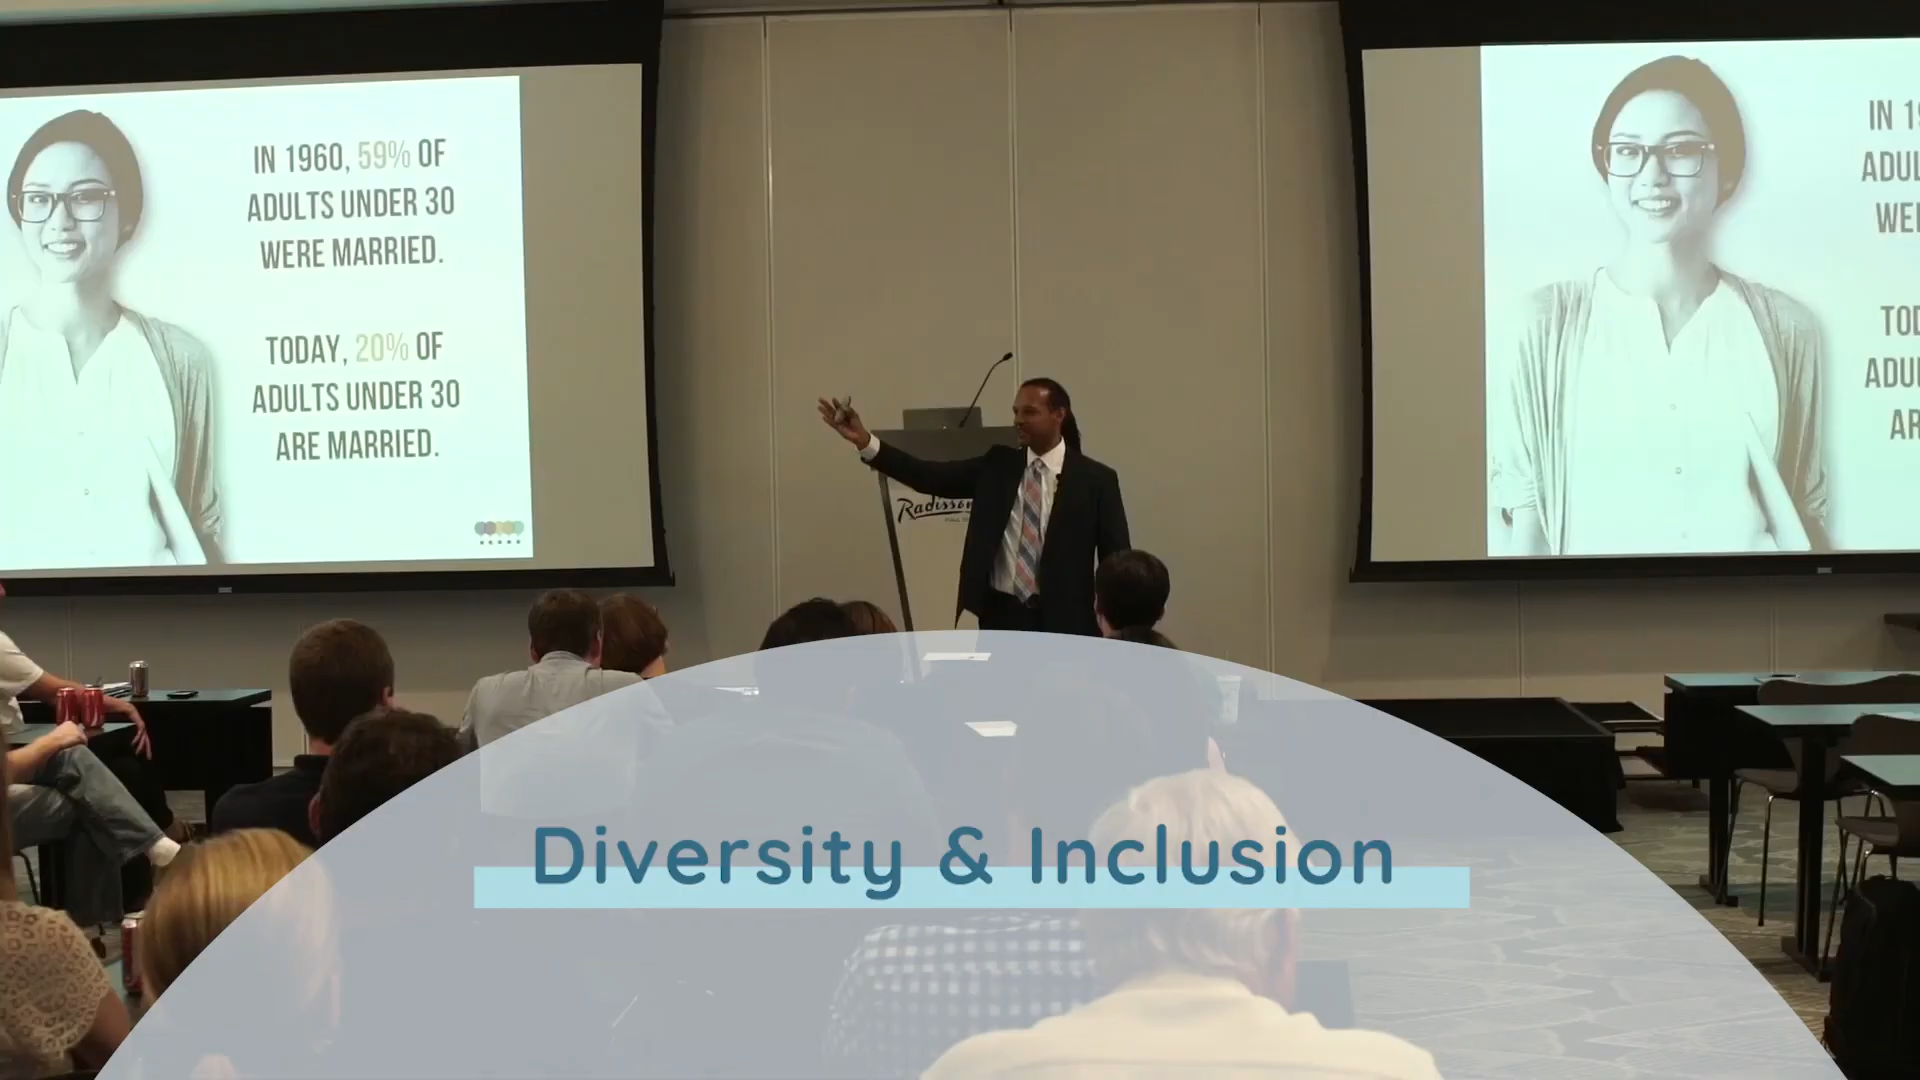 IN 1960, 59% OF
ADULTS UNDER 30
WERE MARRIED.
TODAY, 20% OF
ADULTS UNDER 30
ARE MARRIED.
IN 19
ADUL
WE
TOD
ADU
AR
Radisson
Diversity & Inclusion